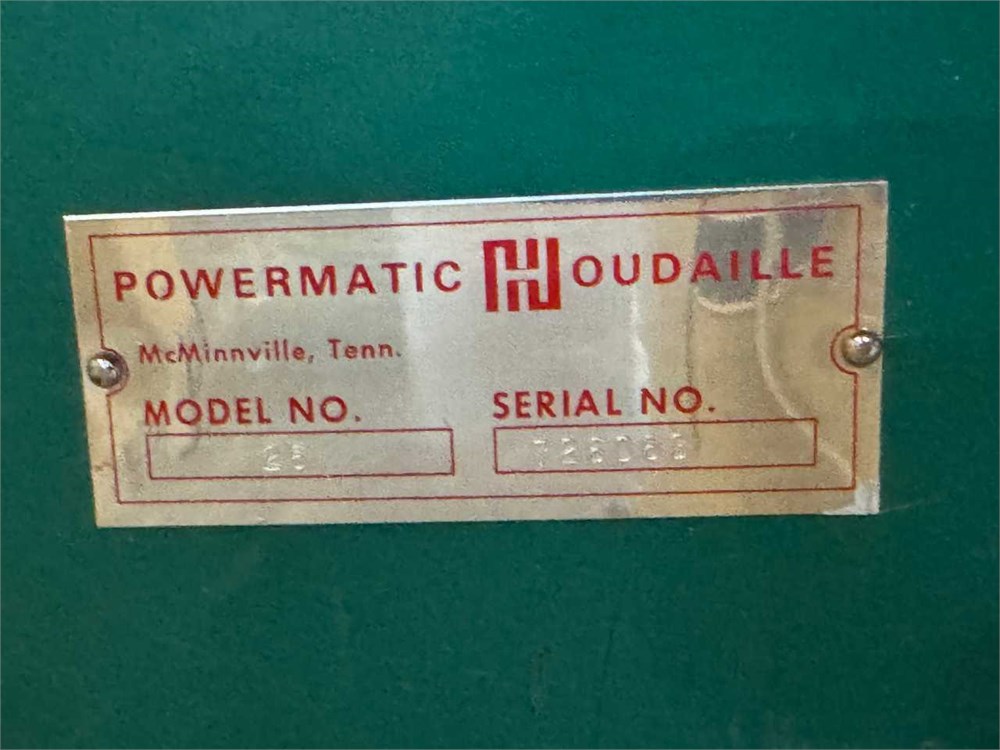 POWERMATIC HOUDAILLE
McMinnville, Tenn.
MODEL NO. SERIAL NO.